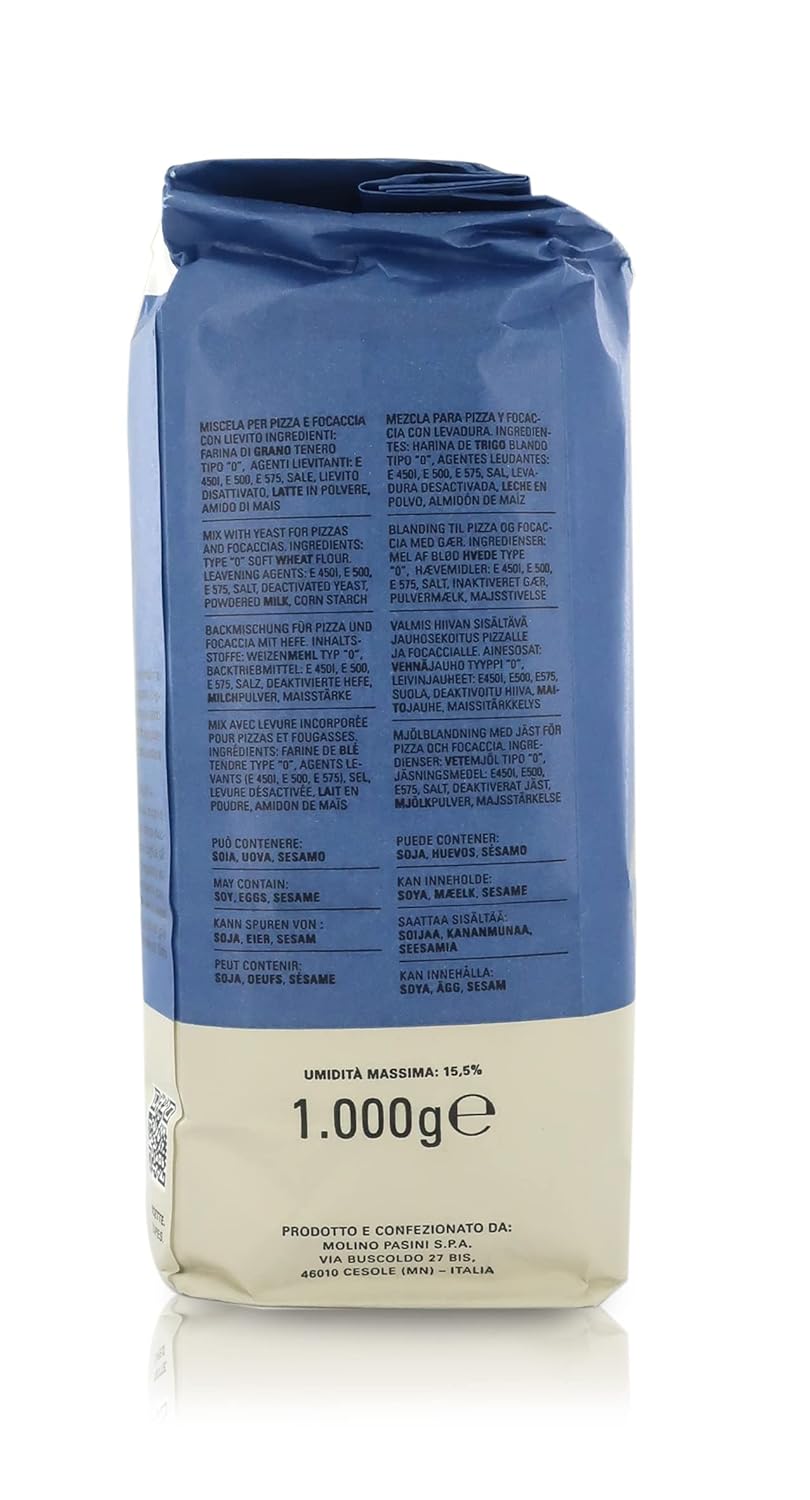 MISCELA PER PIZZA E FOCACCIA
CON LIEVITO INGREDIENTI:
FARINA DI GRANO TENERO
TIPO "0", AGENTI LIEVITANTI: E
450I, E 500, E 575, SALE, LIEVITO
DISATTIVATO, LATTE IN POLVERE,
AMIDO DI MAIS
MIX WITH YEAST FOR PIZZAS
AND FOCACCIAS. INGREDIENTS:
TYPE "0" SOFT WHEAT FLOUR.
LEAVENING AGENTS: E 450I, E 500,
E 575, SALT, DEACTIVATED YEAST,
POWDERED MILK, CORN STARCH
BACKMISCHUNG FÜR PIZZA UND
FOCACCIA MIT HEFE. INHALTS-
STOFFE: WEIZENMEHL TYP "0",
BACKTRIEBMITTEL: E 450I, E 500,
E 575, SALZ, DEAKTIVIERTE HEFE,
MILCHPULVER, MAISSTÄRKE
MIX AVEC LEVURE INCORPORÉE
POUR PIZZAS ET FOUGASSES.
INGRÉDIENTS: FARINE DE BLÉ
TENDRE TYPE "0", AGENTS LE-
VANTS (E 450I, E 500, E 575), SEL,
LEVURE DÉSACTIVÉE, LAIT EN
POUDRE, AMIDON DE MAÏS
PUÒ CONTENERE:
SOIA, UOVA, SESAMO
MAY CONTAIN:
SOY, EGGS, SESAME
KANN SPUREN VON :
SOJA, EIER, SESAM
PEUT CONTENIR:
SOJA, OEUFS, SÉSAME
MEZCLA PARA PIZZA Y FOCAC-
CIA CON LEVADURA. INGREDIEN-
TES: HARINA DE TRIGO BLANDO
TIPO "0", AGENTES LEUDANTES:
E 450I, E 500, E 575, SAL, LEVA-
DURA DESACTIVADA, LECHE EN
POLVO, ALMIDÓN DE MAÍZ
BLANDING TIL PIZZA OG FOCAC-
CIA MED GÆR. INGREDIENSER:
MEL AF BLØD HVEDE TYPE
"0", HÆVEMIDLER: E 450I, E 500,
E 575, SALT, INAKTIVERET GÆR,
PULVERMÆLK, MAJSSTIVELSE
VALMIS HIIVAN SISÄLTÄVÄ
JAUHOSEKOITUS PIZZALLE
JA FOCACCIALLE. AINESOSAT:
VEHNÄJAUHO TYYPPI "0",
LEIVINJAUHEET: E450I, E500, E575,
SUOLA, DEAKTIVOITU HIIVA, MAI-
TOJAUHE, MAISSITÄRKKELYS
MJÖLBLANDNING MED JÄST FÖR
PIZZA OCH FOCACCIA. INGRE-
DIENSER: VETEMJÖL TIPO "0",
JÄSNINGSMEDEL: E450I, E500,
E575, SALT, DEAKTIVERAT JÄST,
MJÖLKPULVER, MAJSSTÄRKELSE
PUEDE CONTENER:
SOJA, HUEVOS, SÉSAMO
KAN INNEHOLDE:
SOYA, MÆELK, SESAME
SAATTAA SISÄLTÄÄ:
SOIJAA, KANANMUNAA,
SEESAMIA
KAN INNEHÅLLA:
SOYA, ÄGG, SESAM
UMIDITÀ MASSIMA: 15,5%
1.000g e
PRODOTTO E CONFEZIONATO DA:
MOLINO PASINI S.P.A.
VIA BUSCOLDO 27 BIS,
46010 CESOLE (MN) – ITALIA